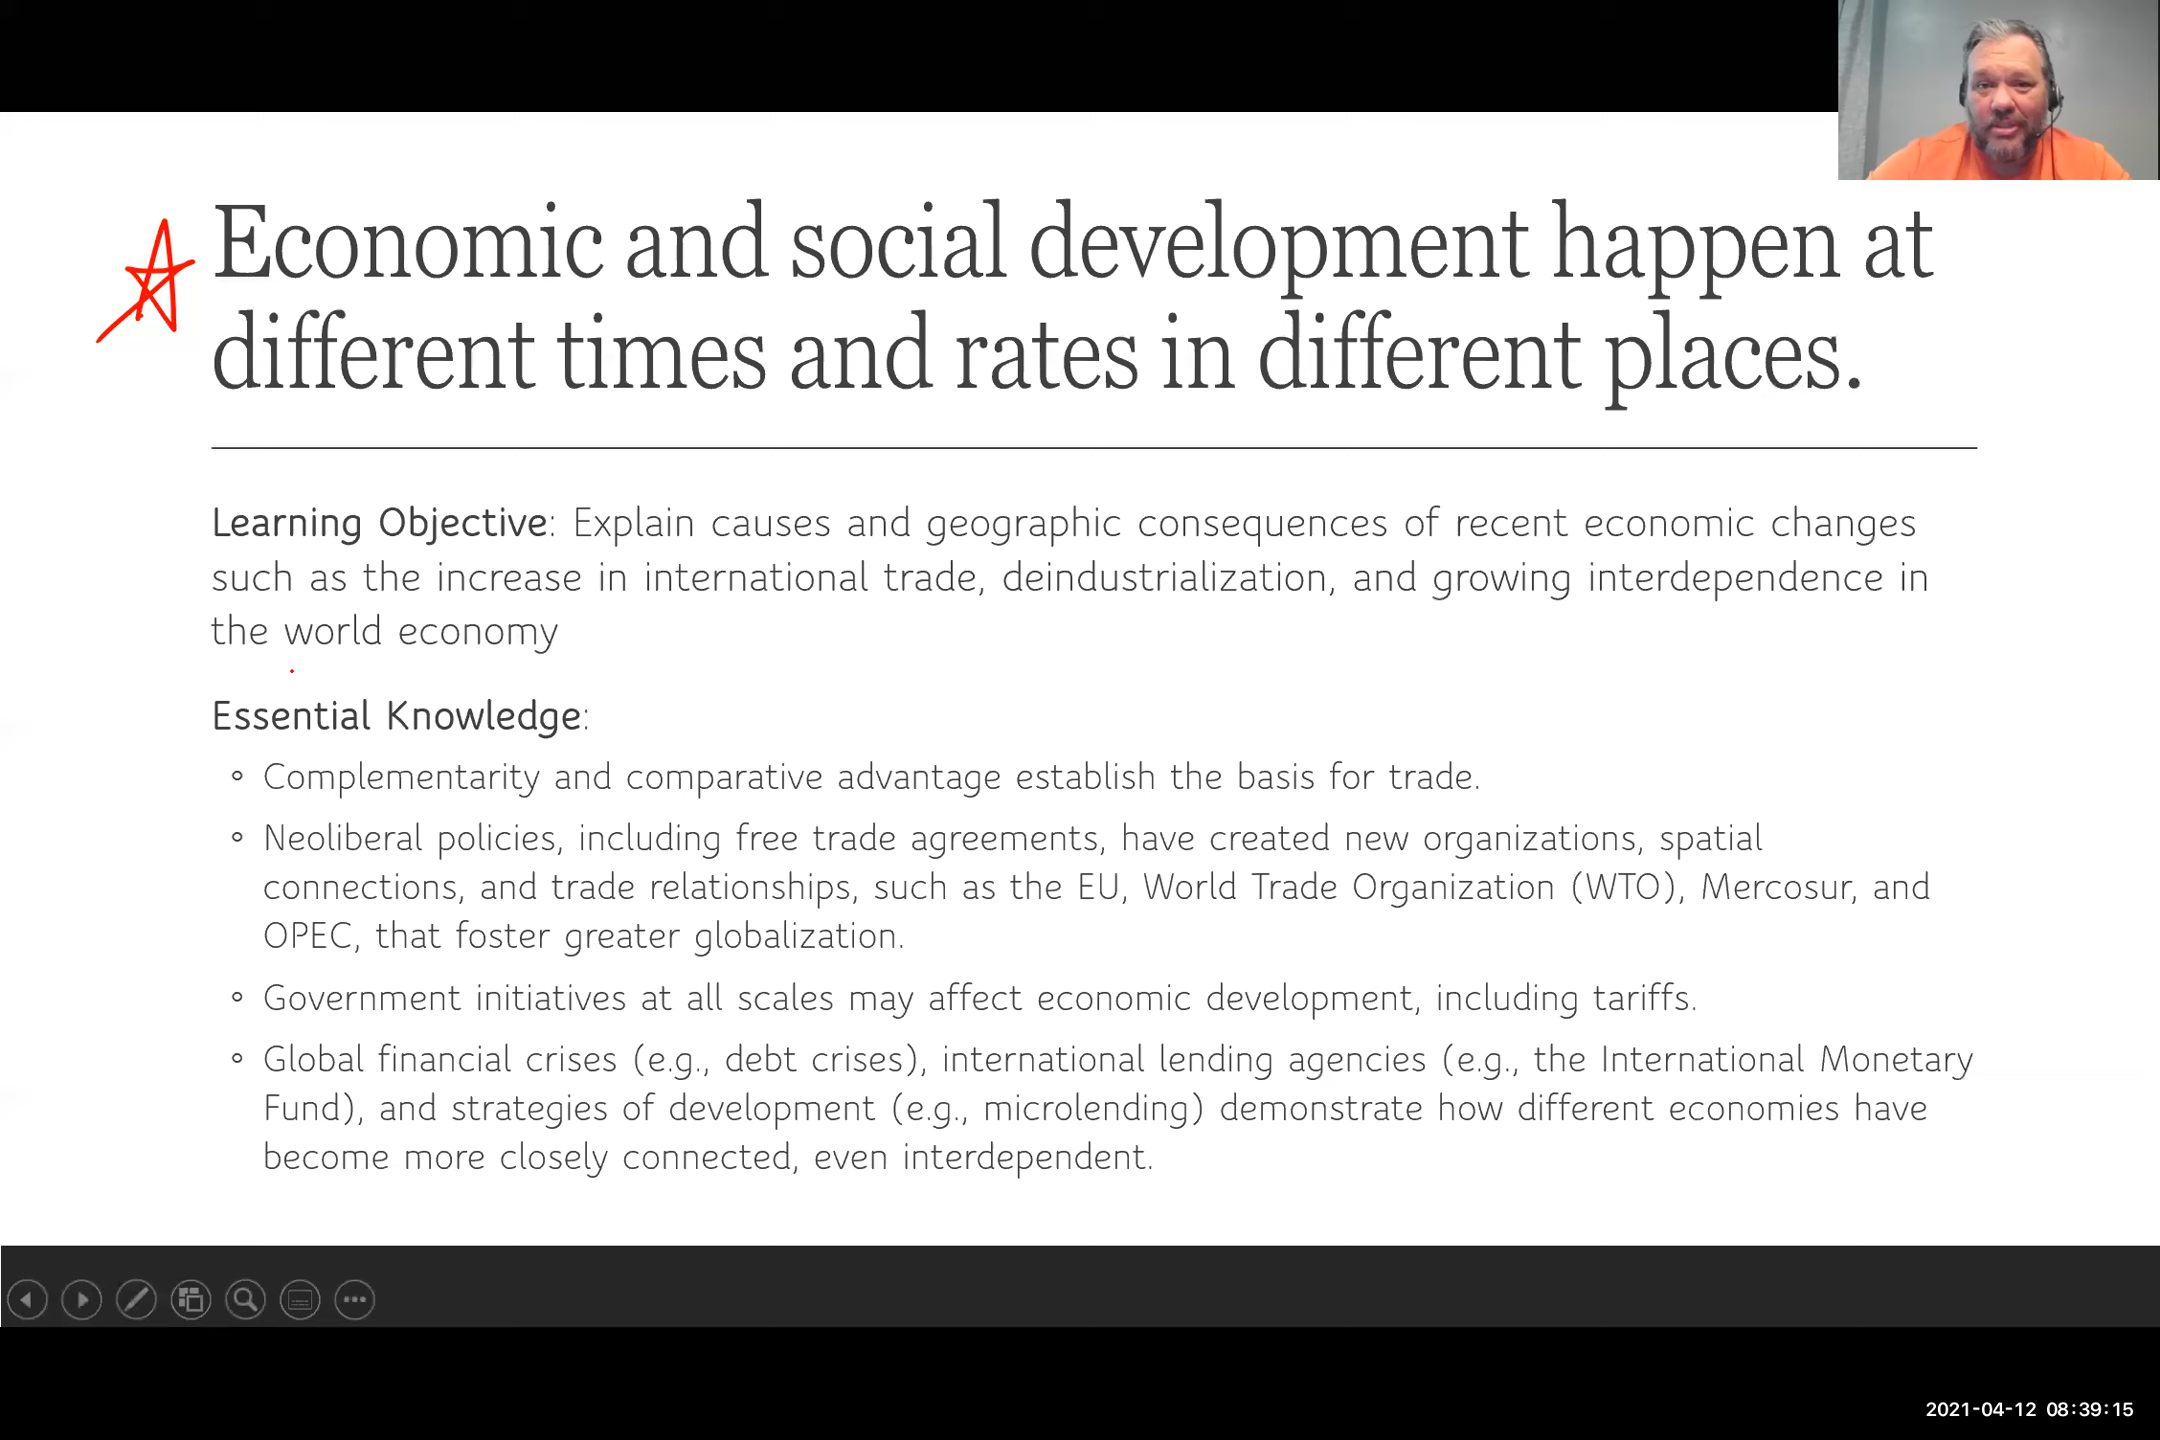 Economic and social development happen at
different times and rates in different places.
Learning Objective: Explain causes and geographic consequences of recent economic changes
such as the increase in international trade, deindustrialization, and growing interdependence in
the world economy
Essential Knowledge:
◦ Complementarity and comparative advantage establish the basis for trade.
◦ Neoliberal policies, including free trade agreements, have created new organizations, spatial
connections, and trade relationships, such as the EU, World Trade Organization (WTO), Mercosur, and
OPEC, that foster greater globalization.
◦ Government initiatives at all scales may affect economic development, including tariffs.
◦ Global financial crises (e.g., debt crises), international lending agencies (e.g., the International Monetary
Fund), and strategies of development (e.g., microlending) demonstrate how different economies have
become more closely connected, even interdependent.
2021-04-12 08:39:15